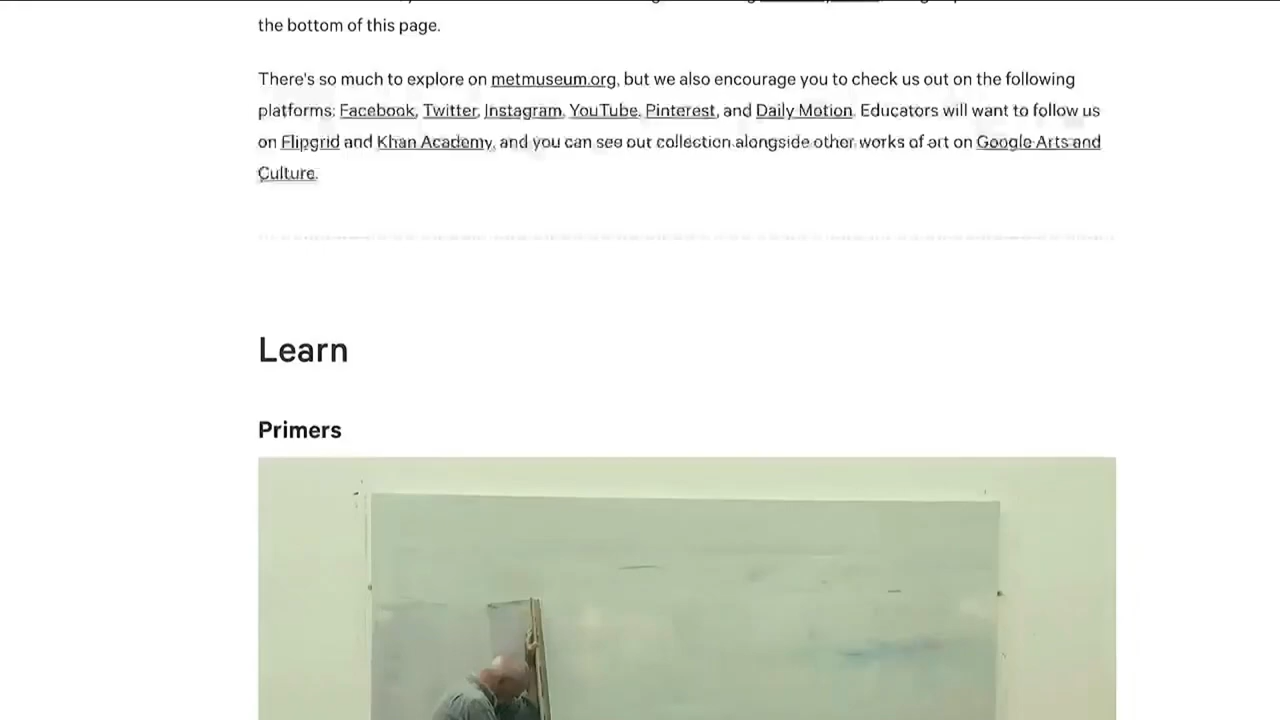 the bottom of this page.
There's so much to explore on metmuseum.org, but we also encourage you to check us out on the following
platforms: Facebook, Twitter, Instagram, YouTube, Pinterest, and Daily Motion. Educators will want to follow us
on Flipgrid and Khan Academy, and you can see our collection alongside other works of art on Google Arts and
Culture.
Learn
Primers